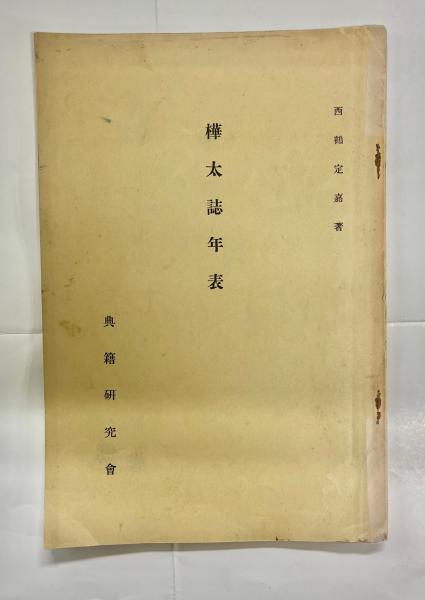 西鶴定嘉著
樺太誌年表
典籍研究會